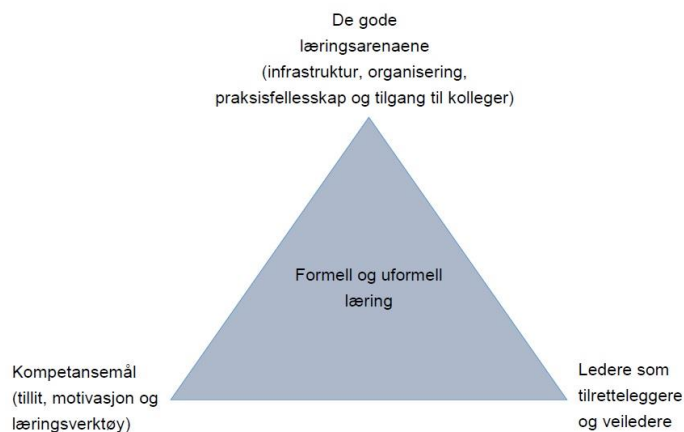 De gode
læringsarenaene
(infrastruktur, organisering,
praksisfellesskap og tilgang til kolleger)
Formell og uformell
læring
Kompetansemål
(tillit, motivasjon og
læringsverktøy)
Ledere som
tilretteleggere
og veiledere